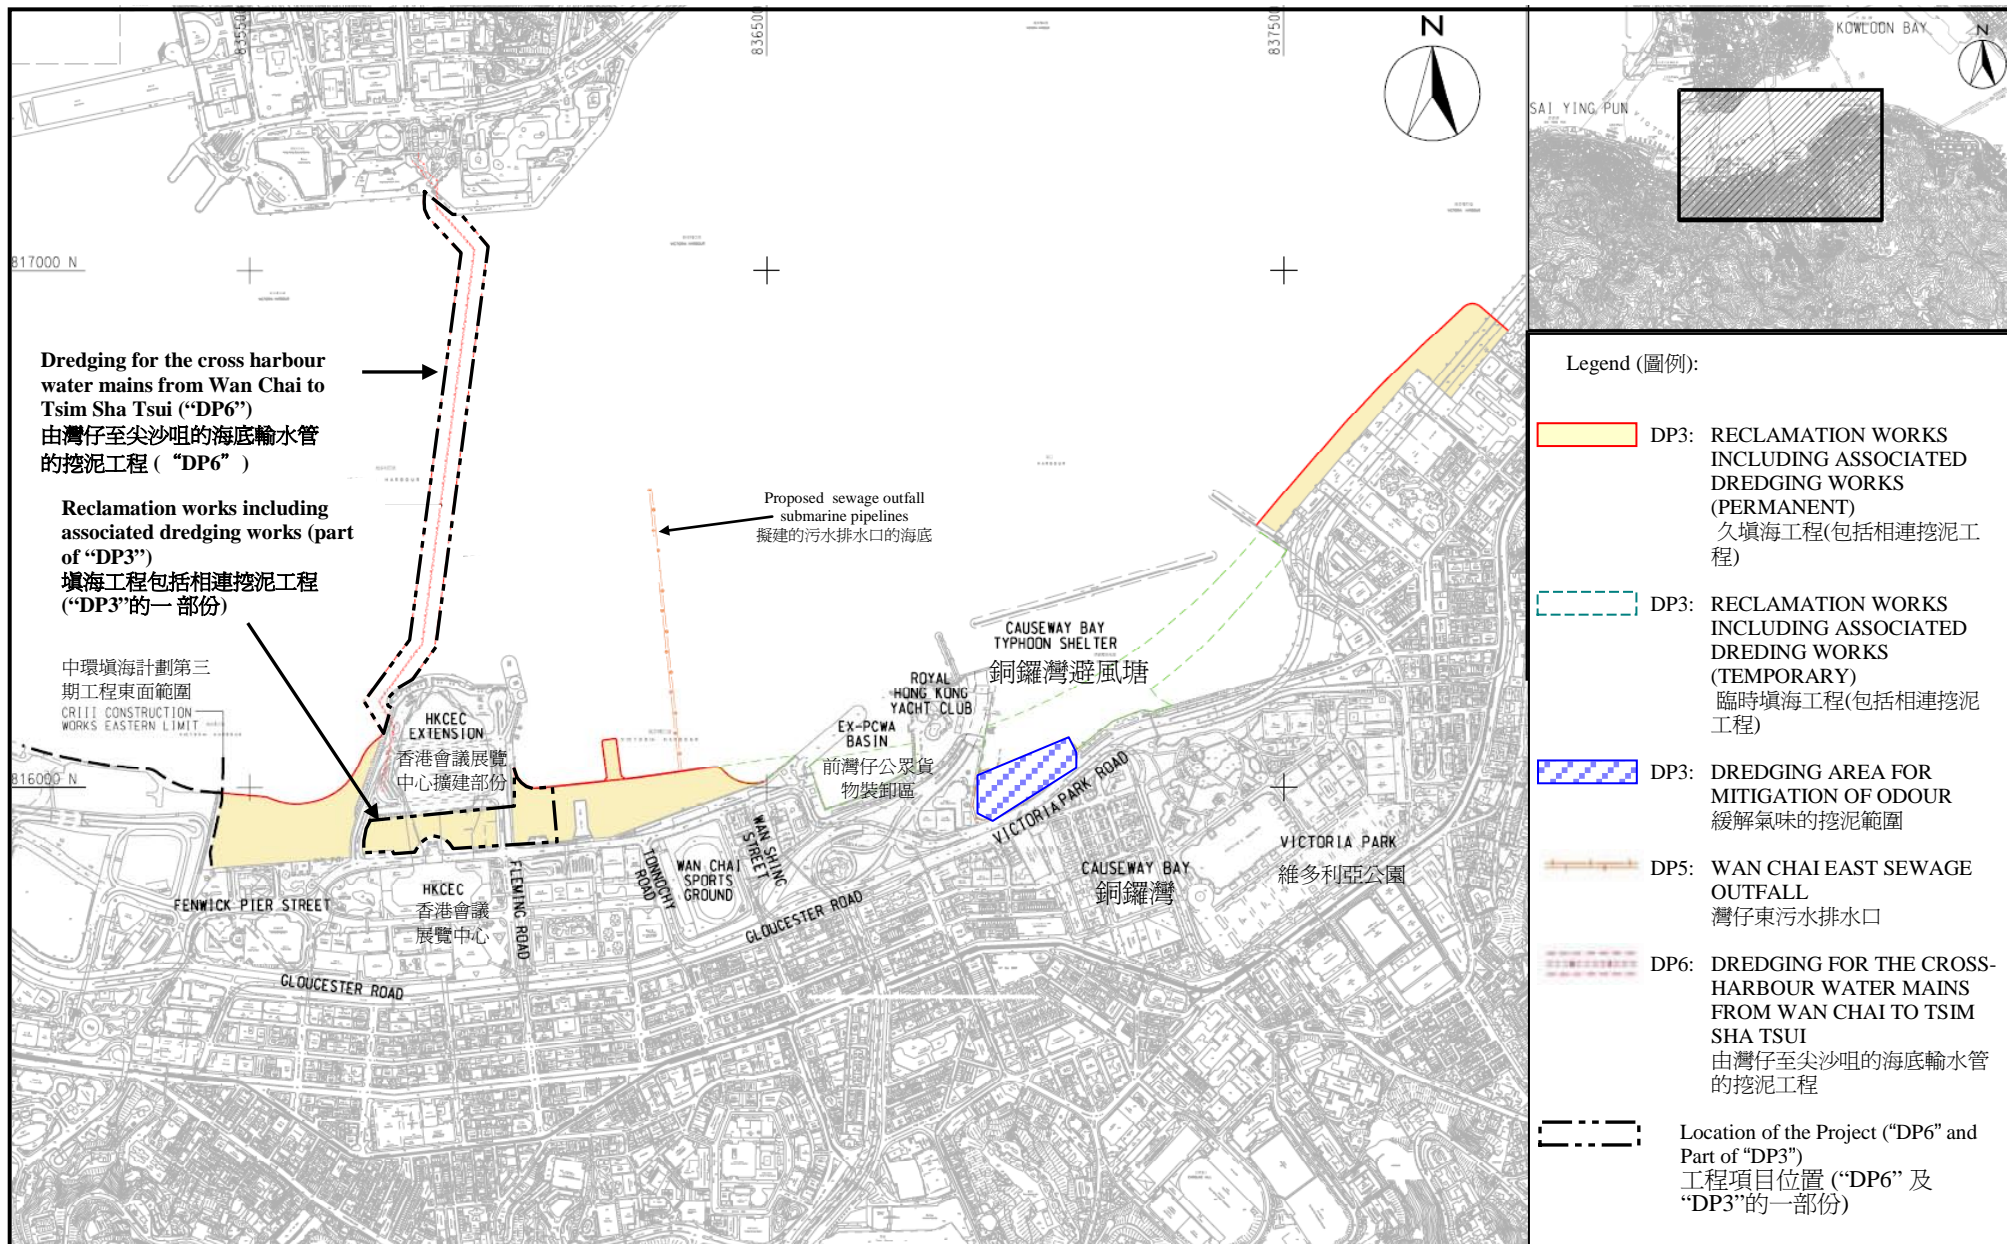 835500
836500
837500
N
KOWLOON BAY
N
SAI YING PUN
817000 N
816000 N
Dredging for the cross harbour
water mains from Wan Chai to
Tsim Sha Tsui (“DP6”)
由灣仔至尖沙咀的海底輸水管
的挖泥工程 ( “DP6” )
Reclamation works including
associated dredging works (part
of “DP3”)
填海工程包括相連挖泥工程
(“DP3”的一 部份)
中環填海計劃第三
期工程東面範圍
CRIII CONSTRUCTION
WORKS EASTERN LIMIT
Proposed sewage outfall
submarine pipelines
擬建的污水排水口的海底
HKCEC
EXTENSION
香港會議展覽
中心擴建部份
EX-PCWA
BASIN
前灣仔公眾貨
物裝卸區
ROYAL
HONG KONG
YACHT CLUB
CAUSEWAY BAY
TYPHOON SHELTER
銅鑼灣避風塘
FENWICK PIER STREET
HKCEC
香港會議
展覽中心
FLEMING ROAD
TONNOCHY
ROAD
WAN CHAI
SPORTS
GROUND
WAN SHING
STREET
GLOUCESTER ROAD
GLOUCESTER ROAD
VICTORIA PARK ROAD
CAUSEWAY BAY
銅鑼灣
VICTORIA PARK
維多利亞公園
Legend (圖例):
DP3: RECLAMATION WORKS
INCLUDING ASSOCIATED
DREDGING WORKS
(PERMANENT)
久填海工程(包括相連挖泥工
程)
DP3: RECLAMATION WORKS
INCLUDING ASSOCIATED
DREDING WORKS
(TEMPORARY)
臨時填海工程(包括相連挖泥
工程)
DP3: DREDGING AREA FOR
MITIGATION OF ODOUR
緩解氣味的挖泥範圍
DP5: WAN CHAI EAST SEWAGE
OUTFALL
灣仔東污水排水口
DP6: DREDGING FOR THE CROSS-
HARBOUR WATER MAINS
FROM WAN CHAI TO TSIM
SHA TSUI
由灣仔至尖沙咀的海底輸水管
的挖泥工程
Location of the Project (“DP6” and
Part of “DP3”)
工程項目位置 (“DP6” 及
“DP3”的一部份)